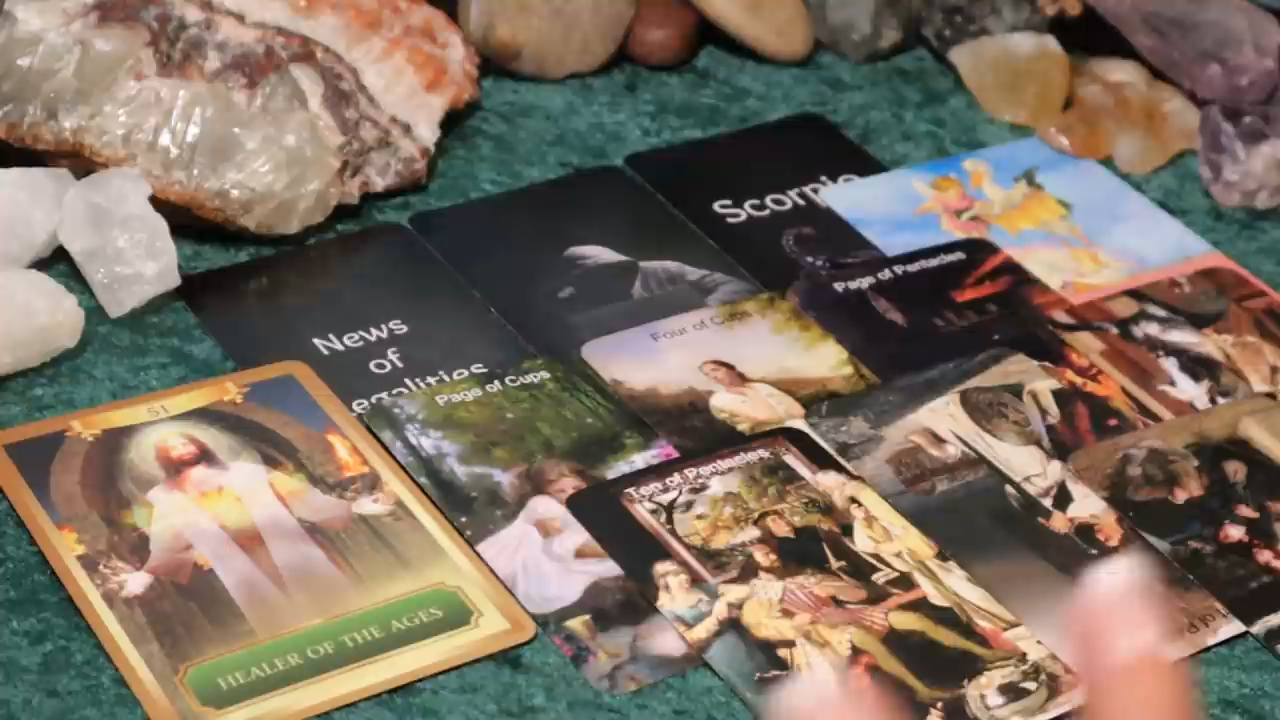 Scorpio
Page of Pentacles
Four of Cups
News
of
Page of Cups
Ten of Pentacles
51
HEALER OF THE AGES